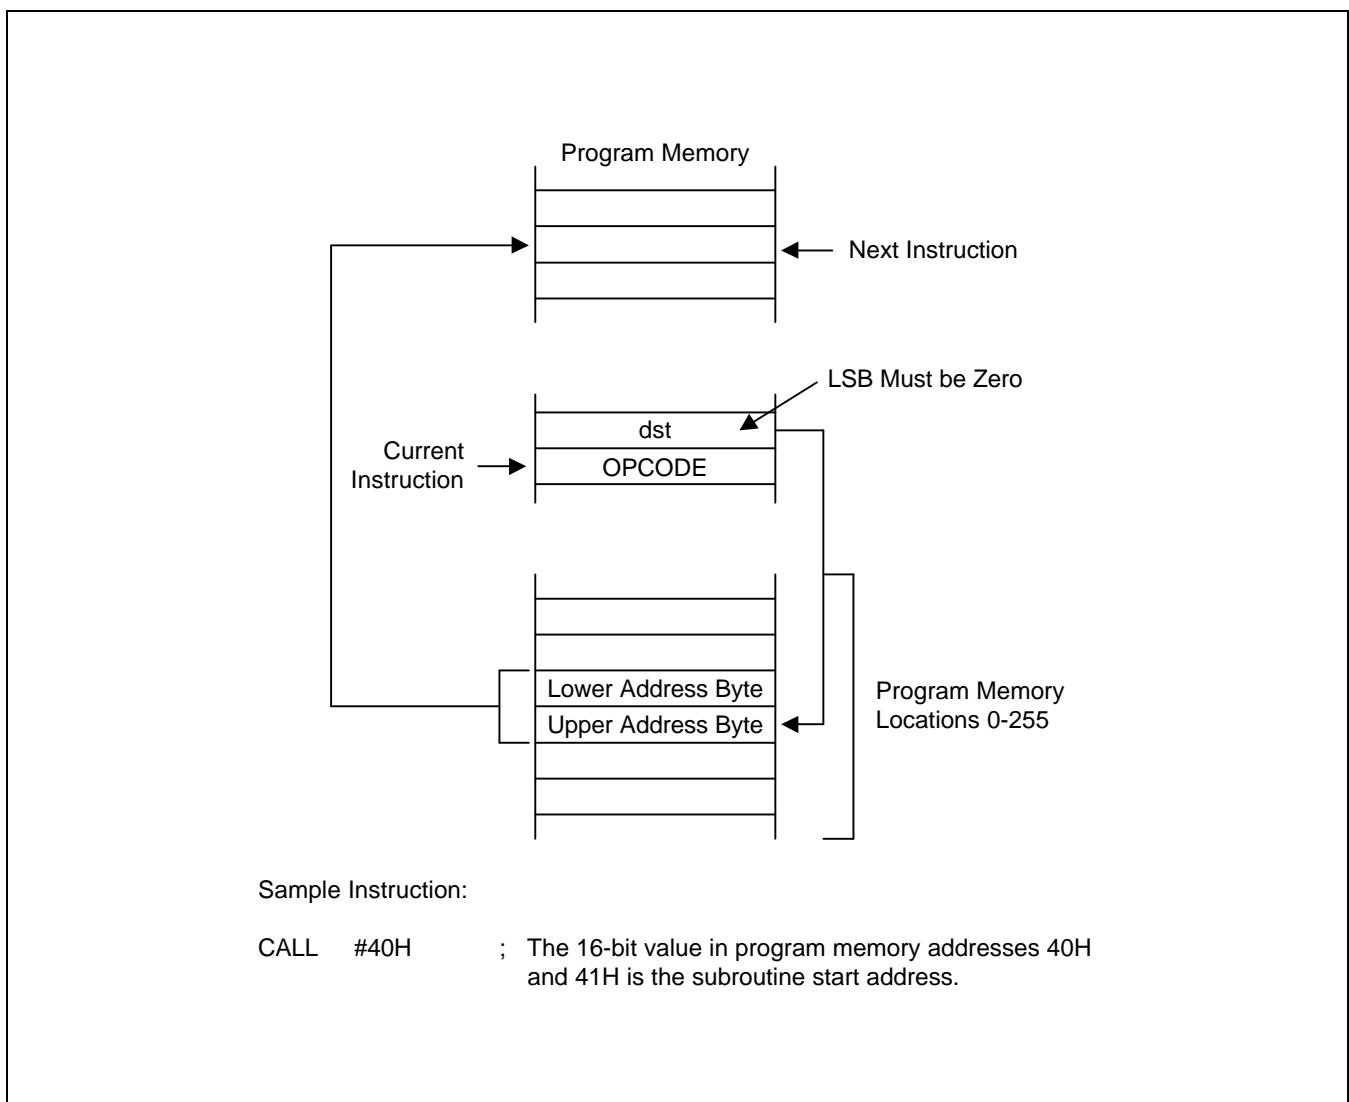 Program Memory
Next Instruction
LSB Must be Zero
dst
Current
Instruction
OPCODE
Lower Address Byte
Upper Address Byte
Program Memory
Locations 0-255
Sample Instruction:
CALL #40H ; The 16-bit value in program memory addresses 40H
and 41H is the subroutine start address.